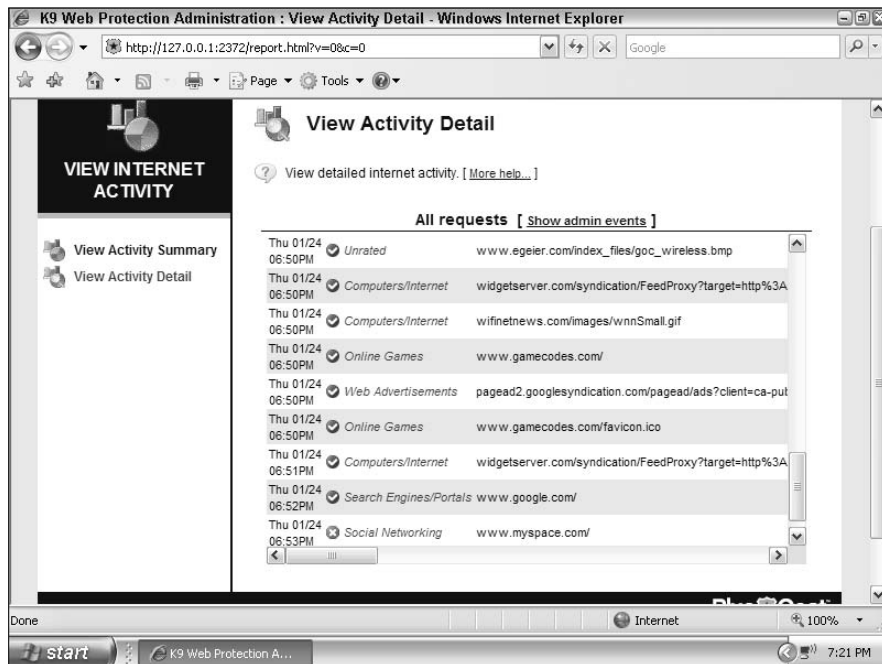 K9 Web Protection Administration : View Activity Detail - Windows Internet Explorer
http://127.0.0.1:2372/report.html?v=0&c=0
Google
Page
Tools
VIEW INTERNET
ACTIVITY
View Activity Summary
View Activity Detail
View Activity Detail
View detailed internet activity. [ More help... ]
All requests [ Show admin events ]
Thu 01/24
06:50PM Unrated www.egeier.com/index_files/goc_wireless.bmp
Thu 01/24
06:50PM Computers/Internet widgetserver.com/syndication/FeedProxy?target=http%3A
Thu 01/24
06:50PM Computers/Internet wifinetnews.com/images/wnnSmall.gif
Thu 01/24
06:50PM Online Games www.gamecodes.com/
Thu 01/24
06:50PM Web Advertisements pagead2.googlesyndication.com/pagead/ads?client=ca-pub
Thu 01/24
06:50PM Online Games www.gamecodes.com/favicon.ico
Thu 01/24
06:51PM Computers/Internet widgetserver.com/syndication/FeedProxy?target=http%3A
Thu 01/24
06:52PM Search Engines/Portals www.google.com/
Thu 01/24
06:53PM Social Networking www.myspace.com/
Done
Internet
100%
start
K9 Web Protection A...
7:21 PM